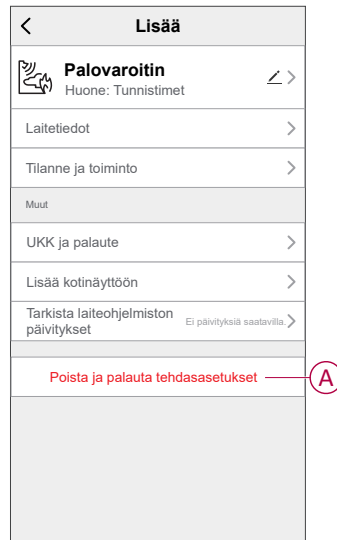 Lisää
Palovaroitin
Huone: Tunnistimet
Laitetiedot
Tilanne ja toiminto
Muut
UKK ja palaute
Lisää kotinäyttöön
Tarkista laiteohjelmiston
päivitykset
Ei päivityksiä saatavilla.
Poista ja palauta tehdasasetukset
A